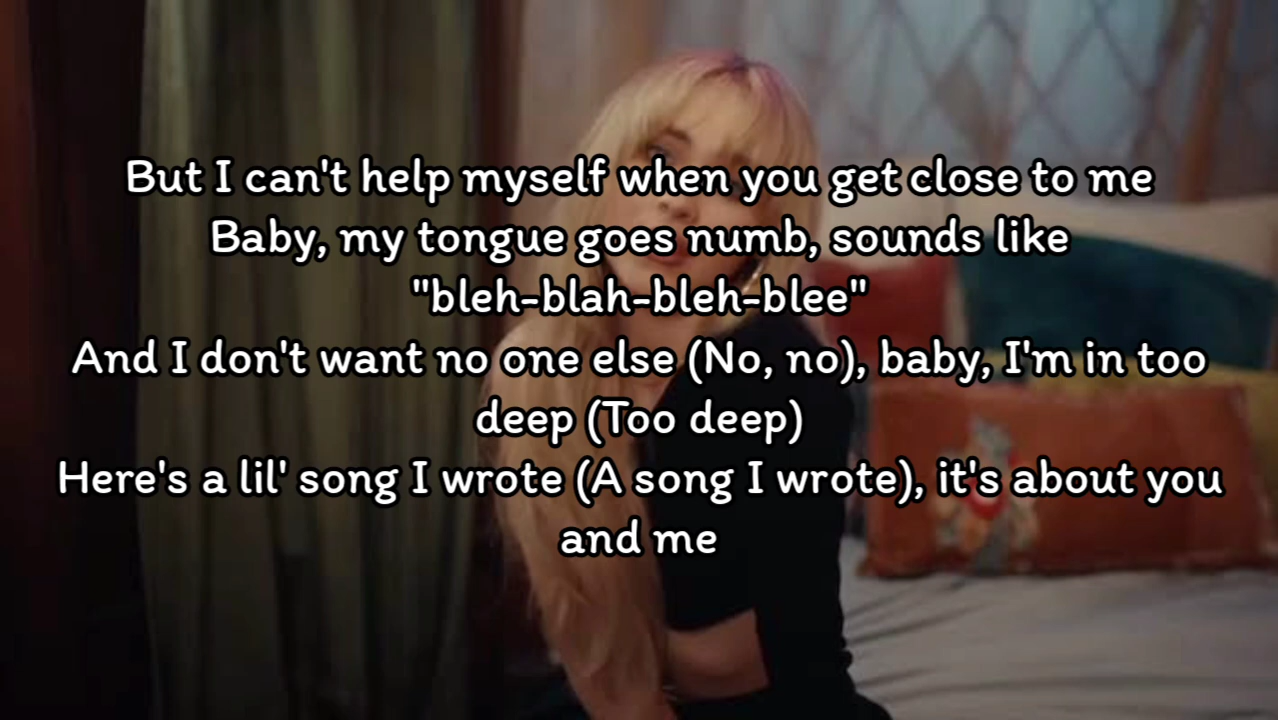 But I can't help myself when you get close to me
Baby, my tongue goes numb, sounds like
"bleh-blah-bleh-blee"
And I don't want no one else (No, no), baby, I'm in too
deep (Too deep)
Here's a lil' song I wrote (A song I wrote), it's about you
and me